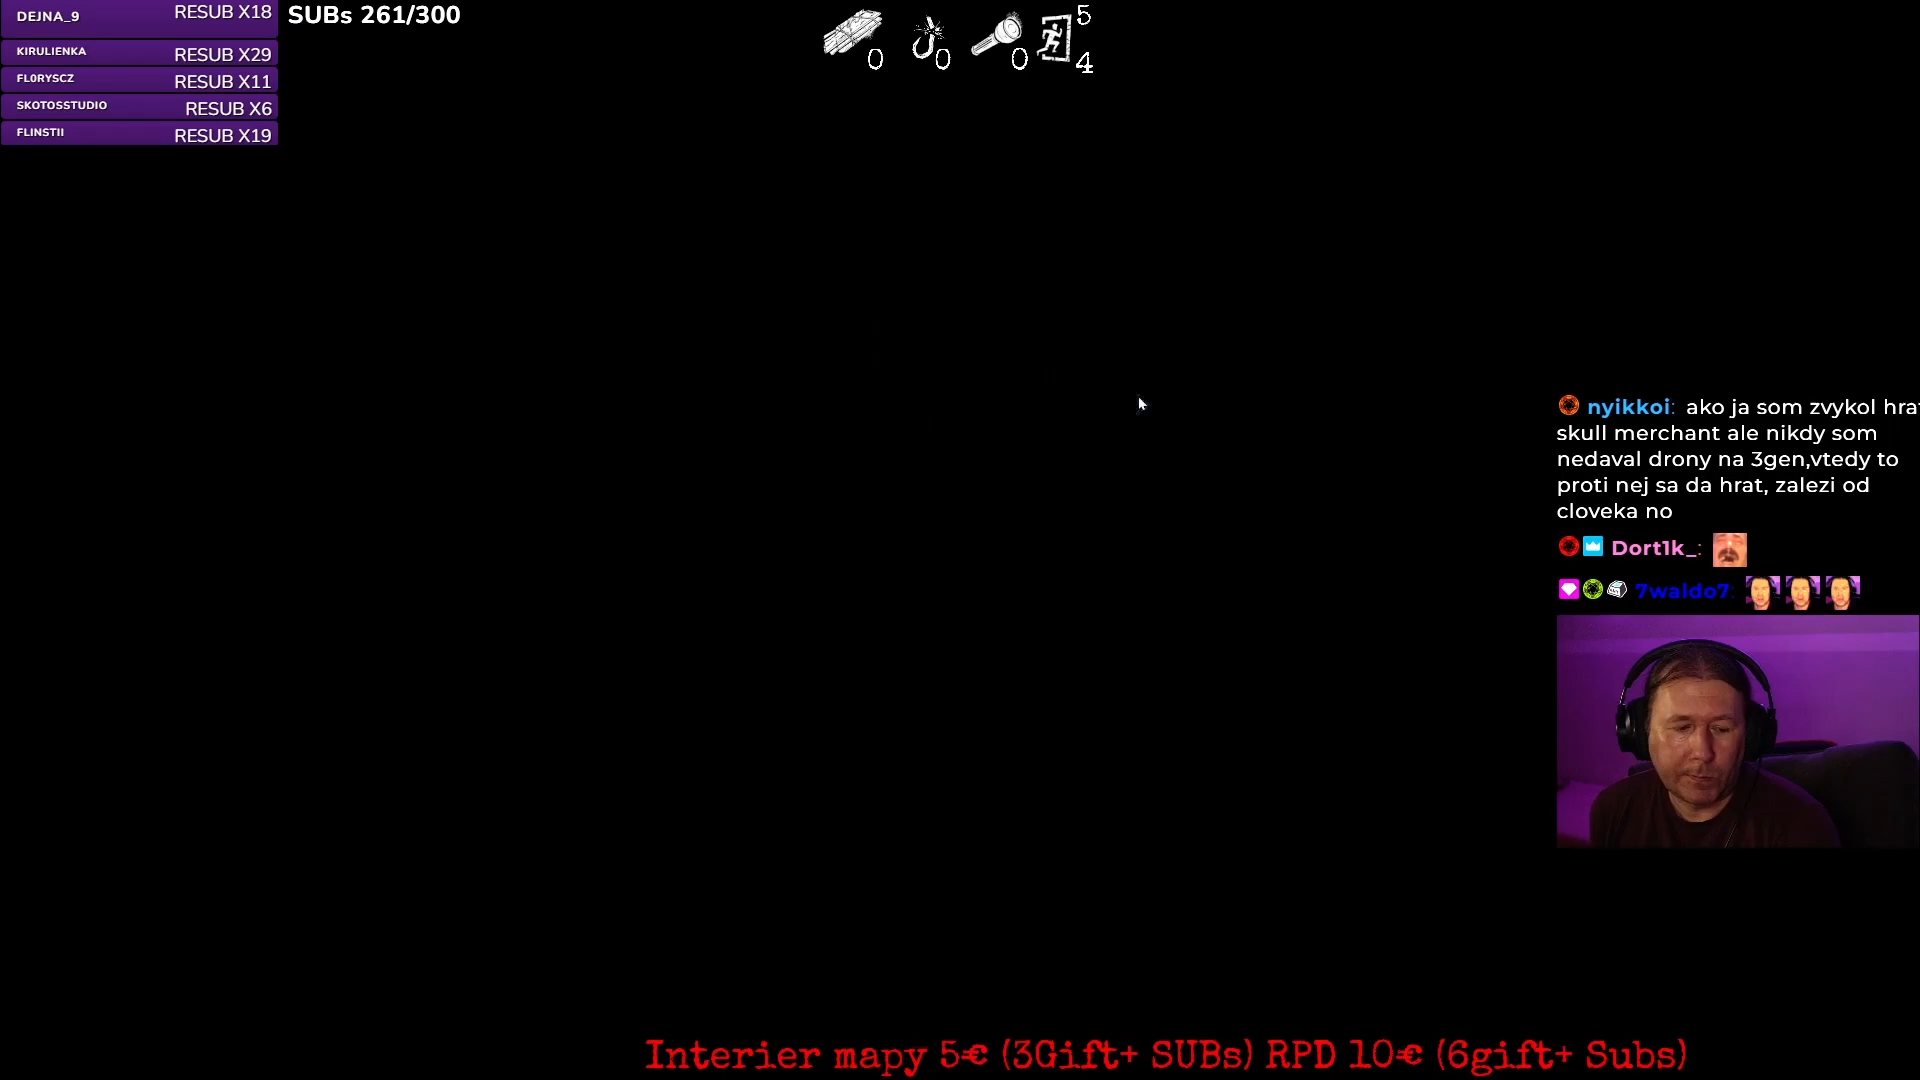 DEJNA_9 RESUB X18
KIRULIENKA RESUB X29
FL0RYSCZ RESUB X11
SKOTOSSTUDIO RESUB X6
FLINSTII RESUB X19
SUBs 261/300
0 0 0 5
4
nyikkoi: ako ja som zvykol hrat
skull merchant ale nikdy som
nedaval drony na 3gen,vtedy to
proti nej sa da hrat, zalezi od
cloveka no
Dort1k_:
7waldo7:
Interier mapy 5€ (3Gift+ SUBs) RPD 10€ (6gift+ Subs)